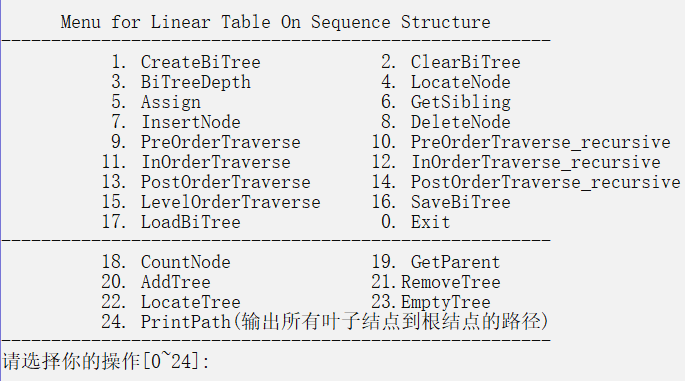 Menu for Linear Table On Sequence Structure
-------------------------------------------------------
1. CreateBiTree 2. ClearBiTree
3. BiTreeDepth 4. LocateNode
5. Assign 6. GetSibling
7. InsertNode 8. DeleteNode
9. PreOrderTraverse 10. PreOrderTraverse_recursive
11. InOrderTraverse 12. InOrderTraverse_recursive
13. PostOrderTraverse 14. PostOrderTraverse_recursive
15. LevelOrderTraverse 16. SaveBiTree
17. LoadBiTree 0. Exit
-------------------------------------------------------
18. CountNode 19. GetParent
20. AddTree 21.RemoveTree
22. LocateTree 23.EmptyTree
24. PrintPath(输出所有叶子结点到根结点的路径)
-------------------------------------------------------
请选择你的操作[0~24]: